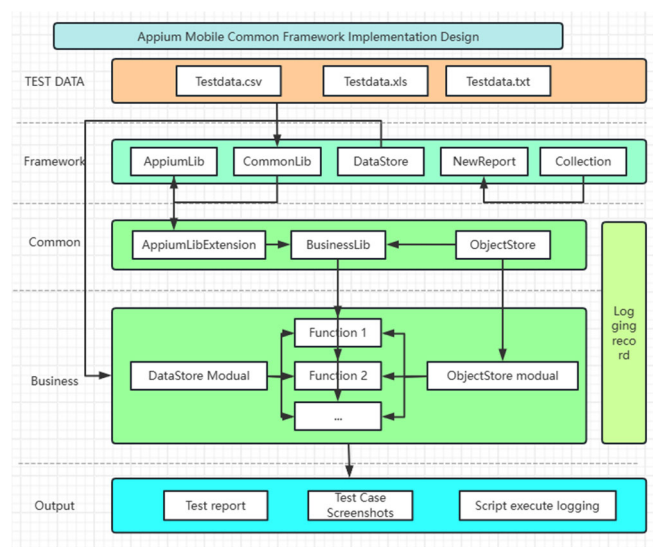 Appium Mobile Common Framework Implementation Design
TEST DATA
Testdata.csv
Testdata.xls
Testdata.txt
Framework
AppiumLib
CommonLib
DataStore
NewReport
Collection
Common
AppiumLibExtension
BusinessLib
ObjectStore
Log
ging
reco
rd
Business
Function 1
DataStore Modual
Function 2
ObjectStore modual
...
Output
Test report
Test Case
Screenshots
Script execute logging